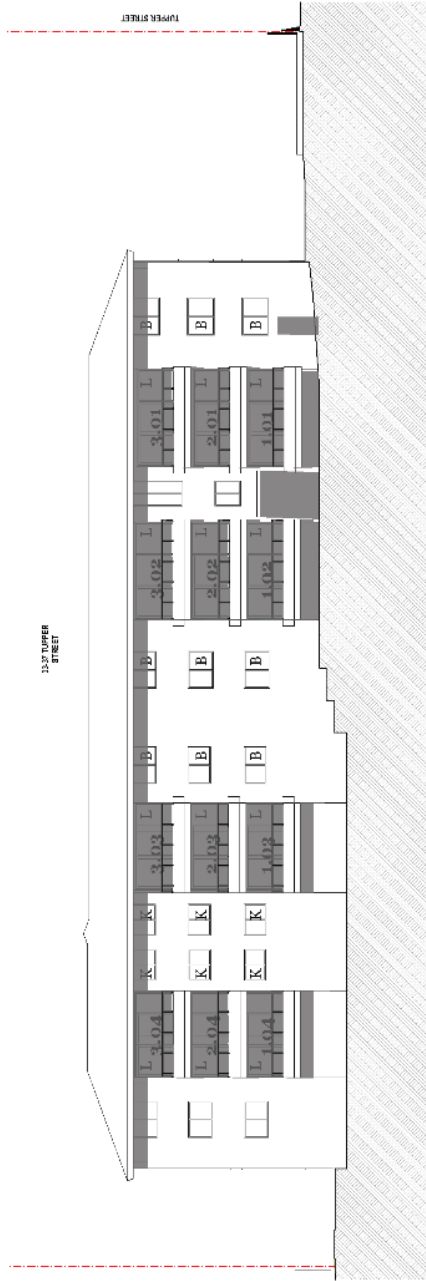 TUPPER STREET
33-37 TUPPER
STREET
L 3.04 K K 3.03 L B B 3.02 L 3.01 L B
L 2.04 K K 2.03 L B B 2.02 L 2.01 L B
L 1.04 K K 1.03 L B B 1.02 L 1.01 L B